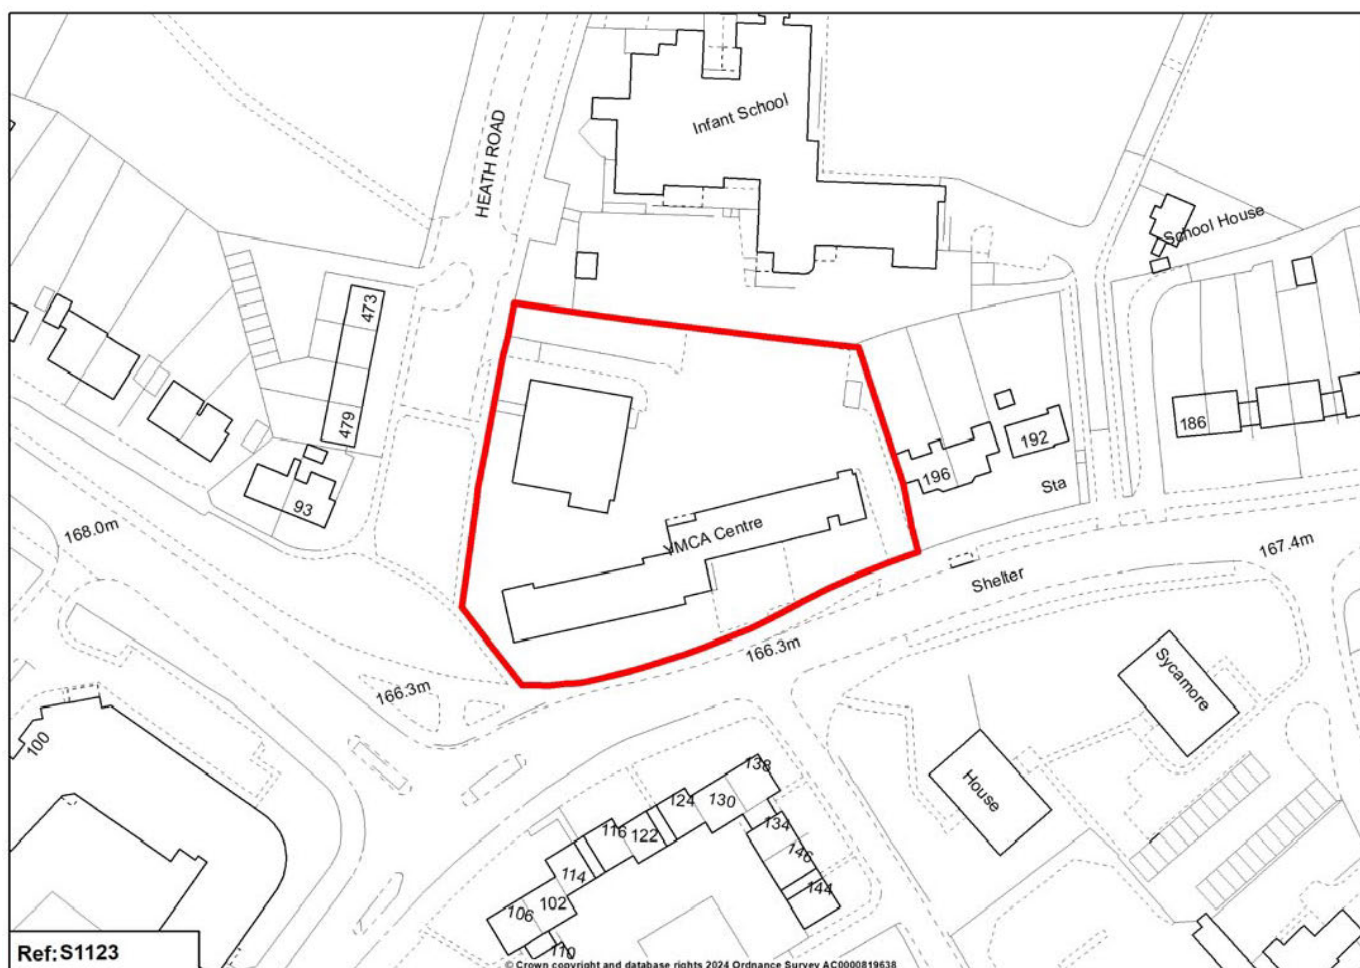 Infant School
HEATH ROAD
School House
473
479
93
168.0m
YMCA Centre
196
192
186
Sta
Shelter
167.4m
166.3m
166.3m
100
Sycamore
House
138
130
124
116
122
134
146
144
114
102
106
110
Ref: S1123
© Crown copyright and database rights 2024 Ordnance Survey AC0000819638